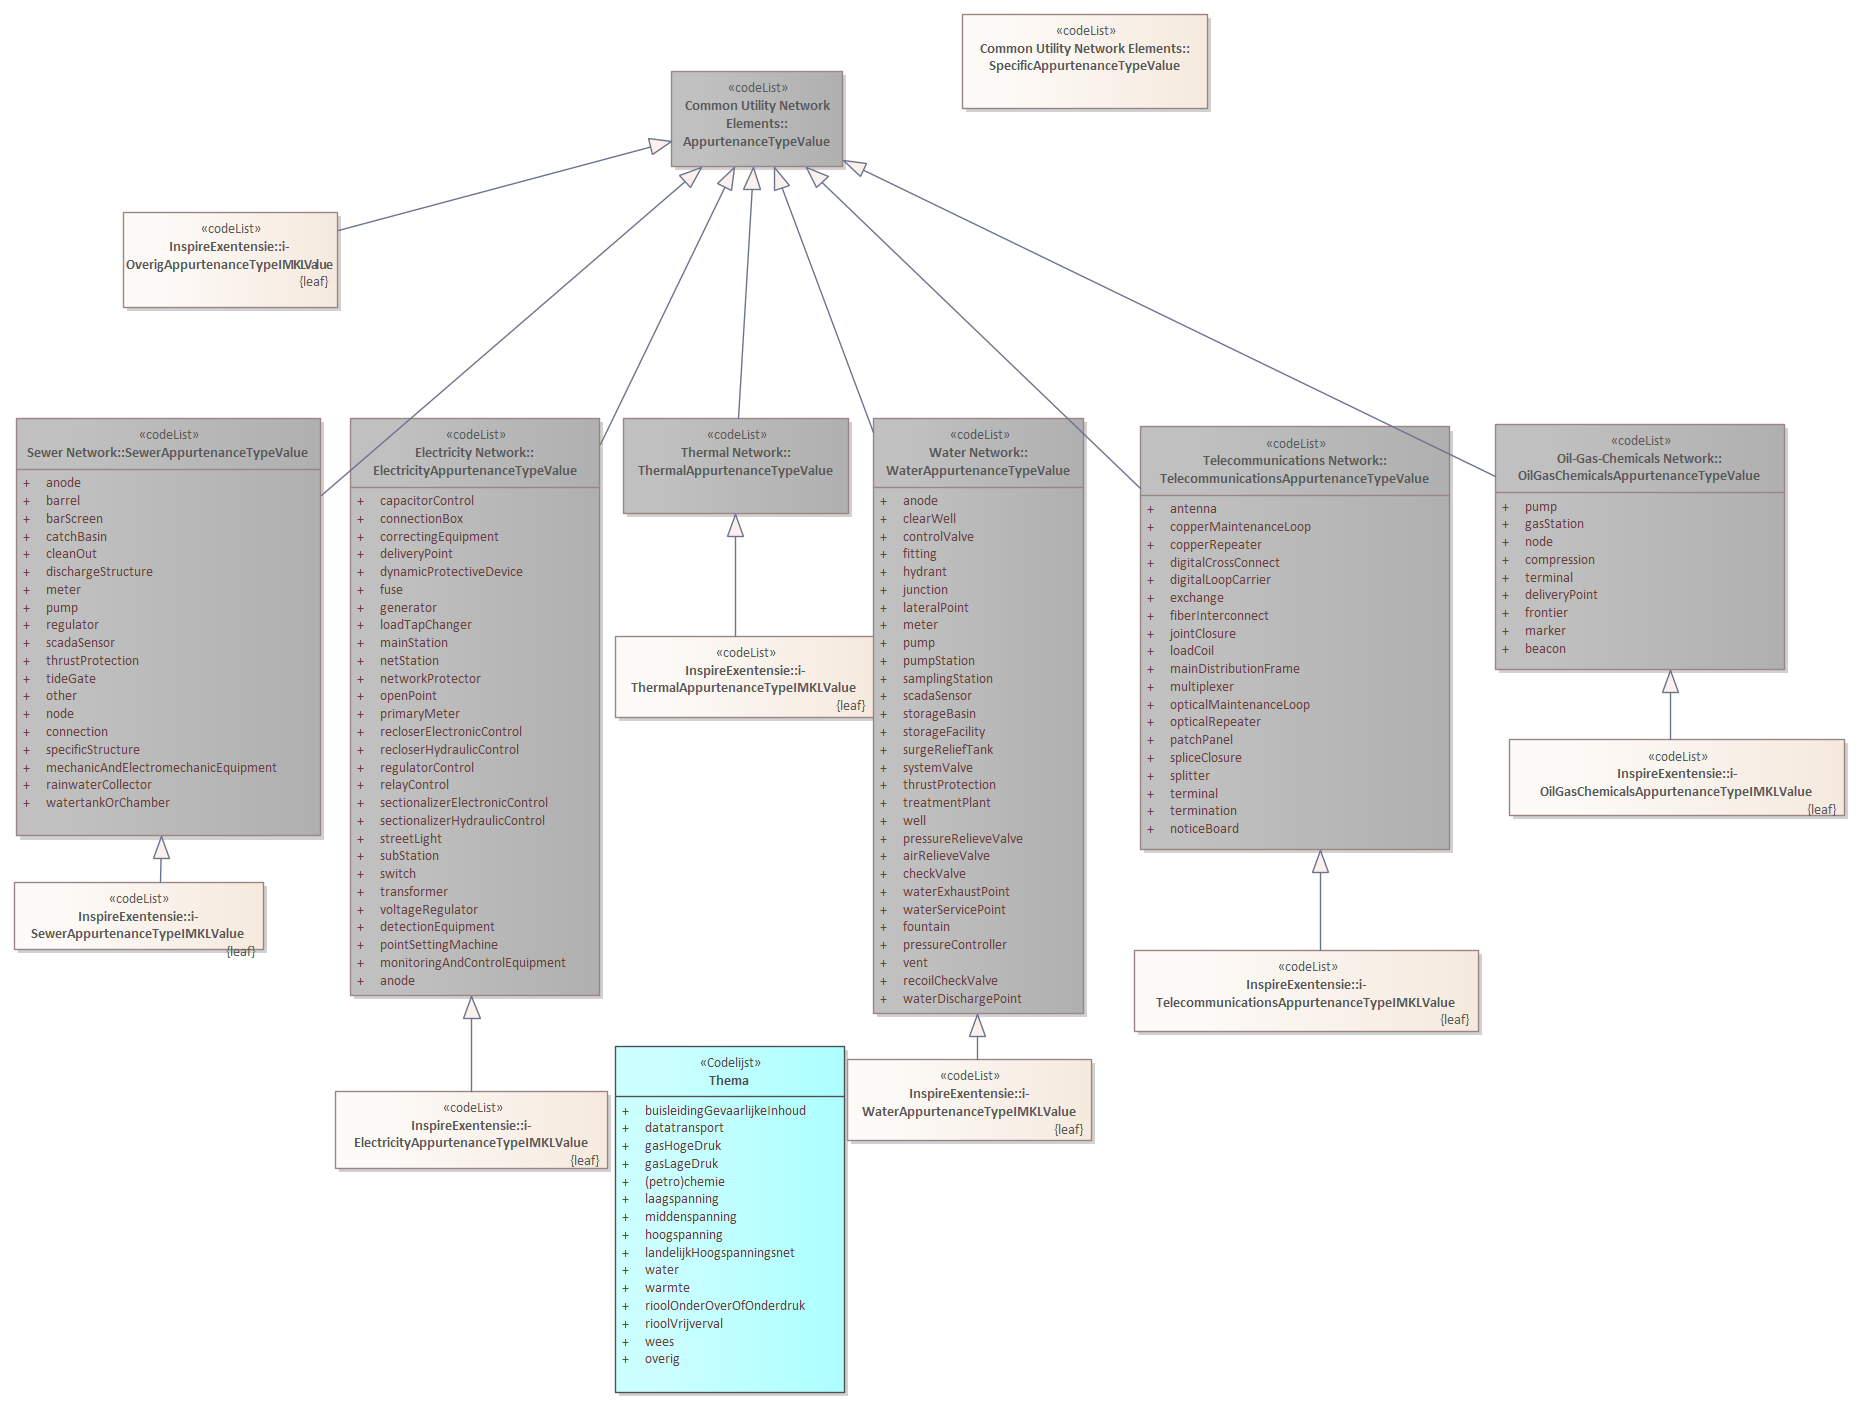 «codeList»
Common Utility Network Elements::
SpecificAppurtenanceTypeValue
«codeList»
Common Utility Network
Elements::
AppurtenanceTypeValue
«codeList»
InspireExentensie::i-
OverigAppurtenanceTypeIMKLValue
{leaf}
«codeList»
Sewer Network::SewerAppurtenanceTypeValue
+ anode
+ barrel
+ barScreen
+ catchBasin
+ cleanOut
+ dischargeStructure
+ meter
+ pump
+ regulator
+ scadaSensor
+ thrustProtection
+ tideGate
+ other
+ node
+ connection
+ specificStructure
+ mechanicAndElectromechanicEquipment
+ rainwaterCollector
+ watertankOrChamber
«codeList»
Electricity Network::
ElectricityAppurtenanceTypeValue
+ capacitorControl
+ connectionBox
+ correctingEquipment
+ deliveryPoint
+ dynamicProtectiveDevice
+ fuse
+ generator
+ loadTapChanger
+ mainStation
+ netStation
+ networkProtector
+ openPoint
+ primaryMeter
+ recloserElectronicControl
+ recloserHydraulicControl
+ regulatorControl
+ relayControl
+ sectionalizerElectronicControl
+ sectionalizerHydraulicControl
+ streetLight
+ subStation
+ switch
+ transformer
+ voltageRegulator
+ detectionEquipment
+ pointSettingMachine
+ monitoringAndControlEquipment
+ anode
«codeList»
Thermal Network::
ThermalAppurtenanceTypeValue
«codeList»
Water Network::
WaterAppurtenanceTypeValue
+ anode
+ clearWell
+ controlValve
+ fitting
+ hydrant
+ junction
+ lateralPoint
+ meter
+ pump
+ pumpStation
+ samplingStation
+ scadaSensor
+ storageBasin
+ storageFacility
+ surgeReliefTank
+ systemValve
+ thrustProtection
+ treatmentPlant
+ well
+ pressureRelieveValve
+ airRelieveValve
+ checkValve
+ waterExhaustPoint
+ waterServicePoint
+ fountain
+ pressureController
+ vent
+ recoilCheckValve
+ waterDischargePoint
«codeList»
Telecommunications Network::
TelecommunicationsAppurtenanceTypeValue
+ antenna
+ copperMaintenanceLoop
+ copperRepeater
+ digitalCrossConnect
+ digitalLoopCarrier
+ exchange
+ fiberInterconnect
+ jointClosure
+ loadCoil
+ mainDistributionFrame
+ multiplexer
+ opticalMaintenanceLoop
+ opticalRepeater
+ patchPanel
+ spliceClosure
+ splitter
+ terminal
+ termination
+ noticeBoard
«codeList»
Oil-Gas-Chemicals Network::
OilGasChemicalsAppurtenanceTypeValue
+ pump
+ gasStation
+ node
+ compression
+ terminal
+ deliveryPoint
+ frontier
+ marker
+ beacon
«codeList»
InspireExentensie::i-
ThermalAppurtenanceTypeIMKLValue
{leaf}
«codeList»
InspireExentensie::i-
OilGasChemicalsAppurtenanceTypeIMKLValue
{leaf}
«codeList»
InspireExentensie::i-
SewerAppurtenanceTypeIMKLValue
{leaf}
«codeList»
InspireExentensie::i-
TelecommunicationsAppurtenanceTypeIMKLValue
{leaf}
«codeList»
InspireExentensie::i-
ElectricityAppurtenanceTypeIMKLValue
{leaf}
«Codelijst»
Thema
+ buisleidingGevaarlijkeInhoud
+ datatransport
+ gasHogeDruk
+ gasLageDruk
+ (petro)chemie
+ laagspanning
+ middenspanning
+ hoogspanning
+ landelijkHoogspanningsnet
+ water
+ warmte
+ rioolOnderOverOfOnderdruk
+ rioolVrijverval
+ wees
+ overig
«codeList»
InspireExentensie::i-
WaterAppurtenanceTypeIMKLValue
{leaf}